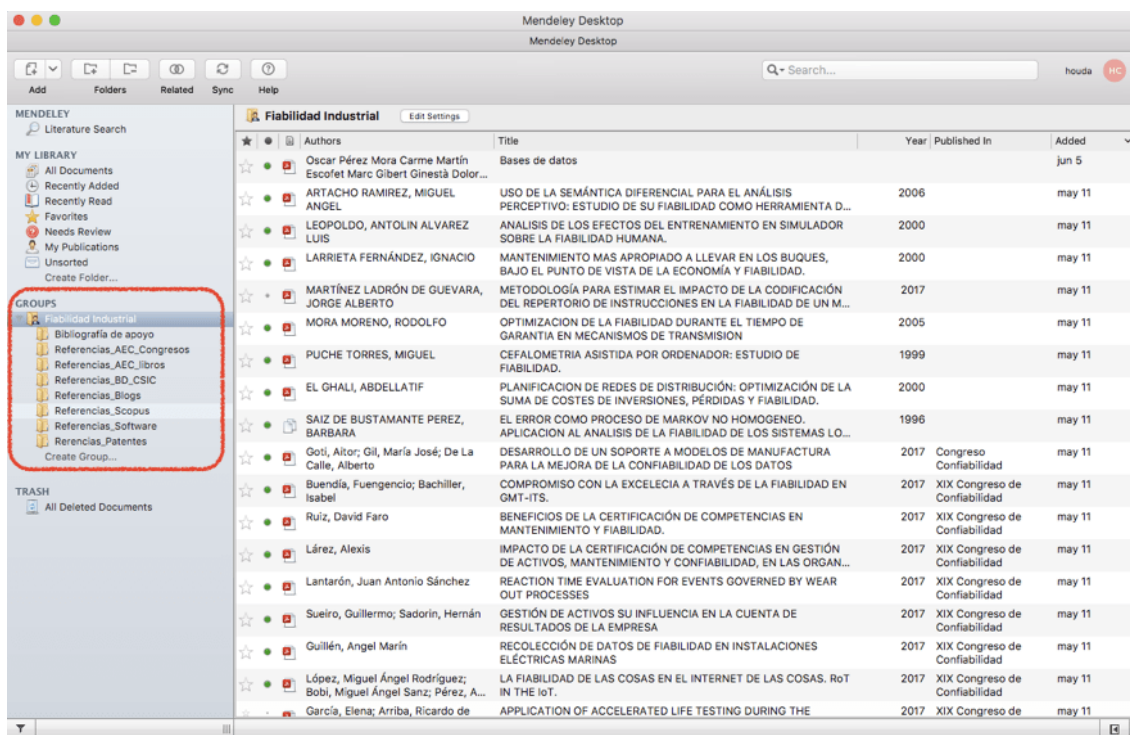 Mendeley Desktop
Mendeley Desktop
Add Folders Related Sync Help
Search...
houda HC
MENDELEY
Literature Search
MY LIBRARY
All Documents
Recently Added
Recently Read
Favorites
Needs Review
My Publications
Unsorted
Create Folder...
GROUPS
Fiabilidad Industrial
Bibliografía de apoyo
Referencias_AEC_Congresos
Referencias_AEC_libros
Referencias_BD_CSIC
Referencias_Blogs
Referencias_Scopus
Referencias_Software
Rerencias_Patentes
Create Group...
TRASH
All Deleted Documents
Fiabilidad Industrial Edit Settings
Authors Title Year Published In Added
Oscar Pérez Mora Carme Martín Bases de datos jun 5
Escofet Marc Gibert Ginestà Dolor...
ARTACHO RAMIREZ, MIGUEL USO DE LA SEMÁNTICA DIFERENCIAL PARA EL ANÁLISIS 2006 may 11
ANGEL PERCEPTIVO: ESTUDIO DE SU FIABILIDAD COMO HERRAMIENTA D...
LEOPOLDO, ANTOLIN ALVAREZ ANALISIS DE LOS EFECTOS DEL ENTRENAMIENTO EN SIMULADOR 2000 may 11
LUIS SOBRE LA FIABILIDAD HUMANA.
LARRIETA FERNÁNDEZ, IGNACIO MANTENIMIENTO MAS APROPIADO A LLEVAR EN LOS BUQUES, 2000 may 11
BAJO EL PUNTO DE VISTA DE LA ECONOMÍA Y FIABILIDAD.
MARTÍNEZ LADRÓN DE GUEVARA, METODOLOGÍA PARA ESTIMAR EL IMPACTO DE LA CODIFICACIÓN 2017 may 11
JORGE ALBERTO DEL REPERTORIO DE INSTRUCCIONES EN LA FIABILIDAD DE UN M...
MORA MORENO, RODOLFO OPTIMIZACION DE LA FIABILIDAD DURANTE EL TIEMPO DE 2005 may 11
GARANTIA EN MECANISMOS DE TRANSMISION
PUCHE TORRES, MIGUEL CEFALOMETRIA ASISTIDA POR ORDENADOR: ESTUDIO DE 1999 may 11
FIABILIDAD.
EL GHALI, ABDELLATIF PLANIFICACION DE REDES DE DISTRIBUCIÓN: OPTIMIZACIÓN DE LA 2000 may 11
SUMA DE COSTES DE INVERSIONES, PÉRDIDAS Y FIABILIDAD.
SAIZ DE BUSTAMANTE PEREZ, EL ERROR COMO PROCESO DE MARKOV NO HOMOGENEO. 1996 may 11
BARBARA APLICACION AL ANALISIS DE LA FIABILIDAD DE LOS SISTEMAS LO...
Goti, Aitor; Gil, María José; De La DESARROLLO DE UN SOPORTE A MODELOS DE MANUFACTURA 2017 Congreso may 11
Calle, Alberto PARA LA MEJORA DE LA CONFIABILIDAD DE LOS DATOS Confiabilidad
Buendía, Fuengencio; Bachiller, COMPROMISO CON LA EXCELECIA A TRAVÉS DE LA FIABILIDAD EN 2017 XIX Congreso de may 11
Isabel GMT-ITS. Confiabilidad
Ruiz, David Faro BENEFICIOS DE LA CERTIFICACIÓN DE COMPETENCIAS EN 2017 XIX Congreso de may 11
MANTENIMIENTO Y FIABILIDAD. Confiabilidad
Lárez, Alexis IMPACTO DE LA CERTIFICACIÓN DE COMPETENCIAS EN GESTIÓN 2017 XIX Congreso de may 11
DE ACTIVOS, MANTENIMIENTO Y CONFIABILIDAD, EN LAS ORGAN... Confiabilidad
Lantarón, Juan Antonio Sánchez REACTION TIME EVALUATION FOR EVENTS GOVERNED BY WEAR 2017 XIX Congreso de may 11
OUT PROCESSES Confiabilidad
Sueiro, Guillermo; Sadorin, Hernán GESTIÓN DE ACTIVOS SU INFLUENCIA EN LA CUENTA DE 2017 XIX Congreso de may 11
RESULTADOS DE LA EMPRESA Confiabilidad
Guillén, Angel Marín RECOLECCIÓN DE DATOS DE FIABILIDAD EN INSTALACIONES 2017 XIX Congreso de may 11
ELÉCTRICAS MARINAS Confiabilidad
López, Miguel Ángel Rodríguez; LA FIABILIDAD DE LAS COSAS EN EL INTERNET DE LAS COSAS. RoT 2017 XIX Congreso de may 11
Bobi, Miguel Ángel Sanz; Pérez, A... IN THE IoT. Confiabilidad
García, Elena; Arriba, Ricardo de APPLICATION OF ACCELERATED LIFE TESTING DURING THE 2017 XIX Congreso de may 11